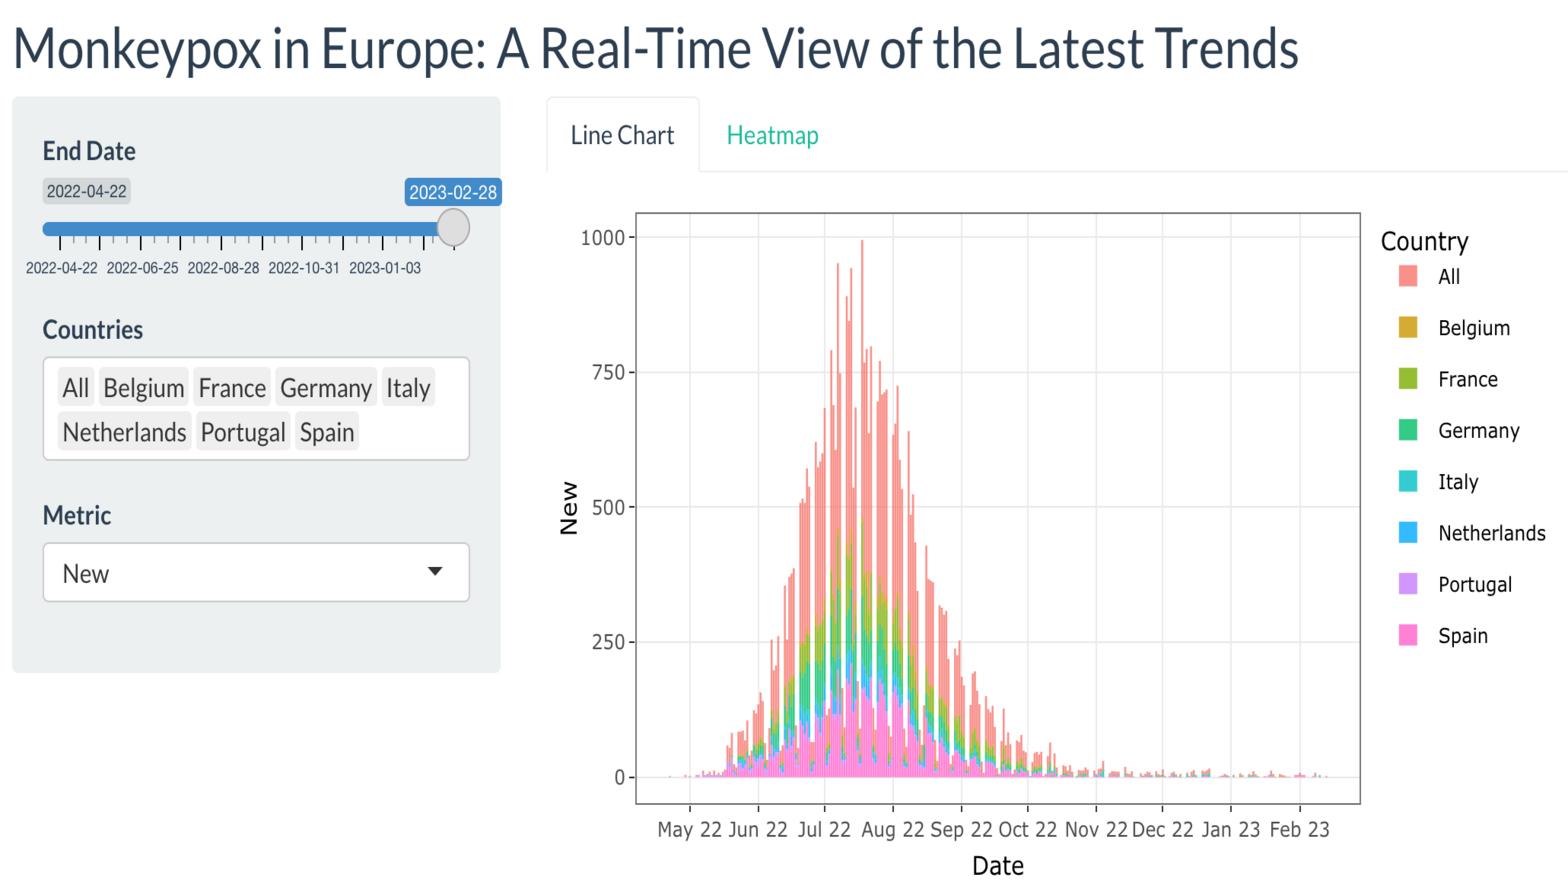 Monkeypox in Europe: A Real-Time View of the Latest Trends
End Date
2022-04-22 2023-02-28
2022-04-22 2022-06-25 2022-08-28 2022-10-31 2023-01-03
Countries
All Belgium France Germany Italy
Netherlands Portugal Spain
Metric
New
Line Chart Heatmap
1000
750
500
250
0
New
May 22 Jun 22 Jul 22 Aug 22 Sep 22 Oct 22 Nov 22 Dec 22 Jan 23 Feb 23
Date
Country
All
Belgium
France
Germany
Italy
Netherlands
Portugal
Spain